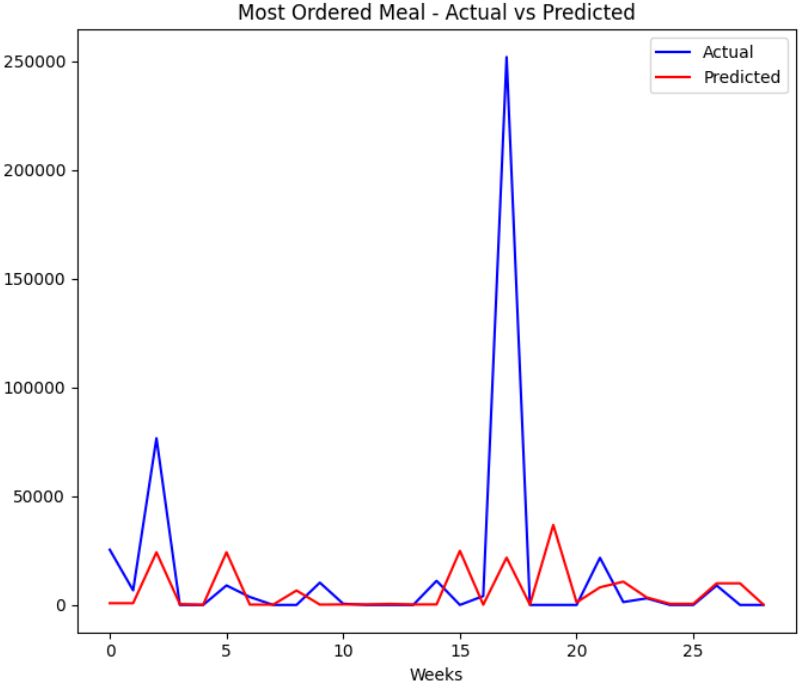 Most Ordered Meal - Actual vs Predicted
Actual
Predicted
250000
200000
150000
100000
50000
0
0 5 10 15 20 25
Weeks